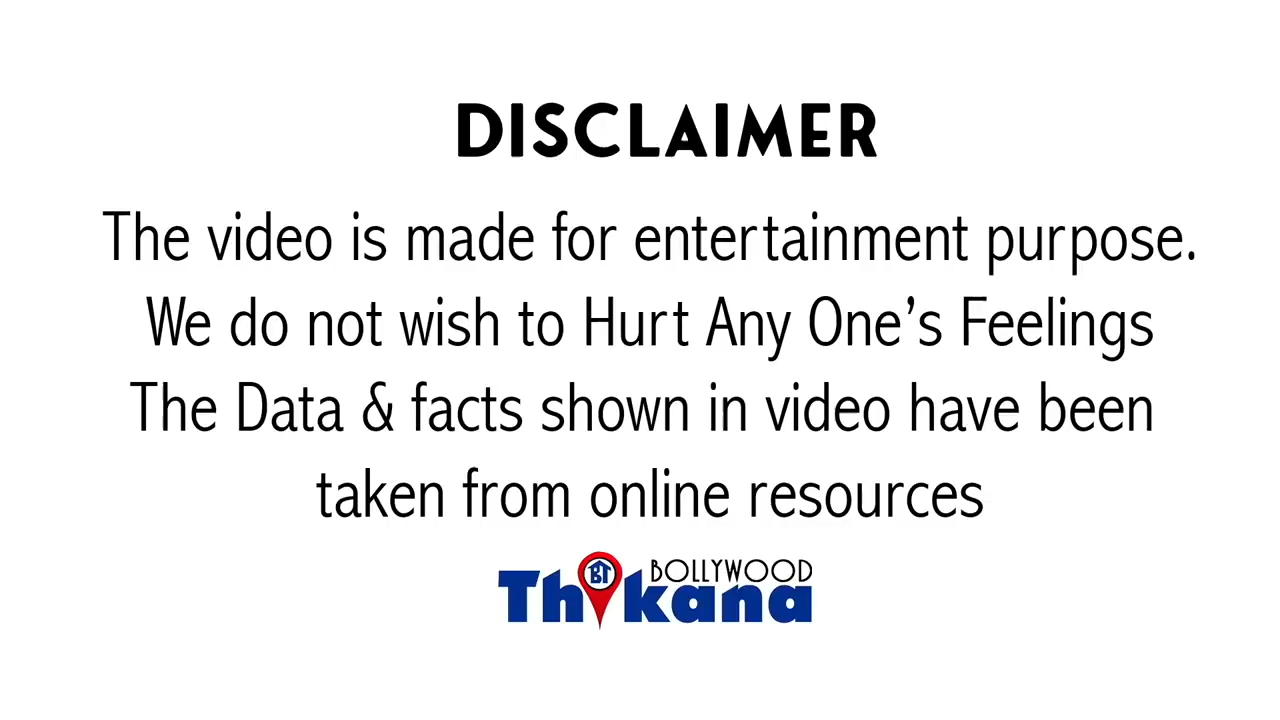 DISCLAIMER
The video is made for entertainment purpose.
We do not wish to Hurt Any One’s Feelings
The Data & facts shown in video have been
taken from online resources
BT BOLLYWOOD
Thikana